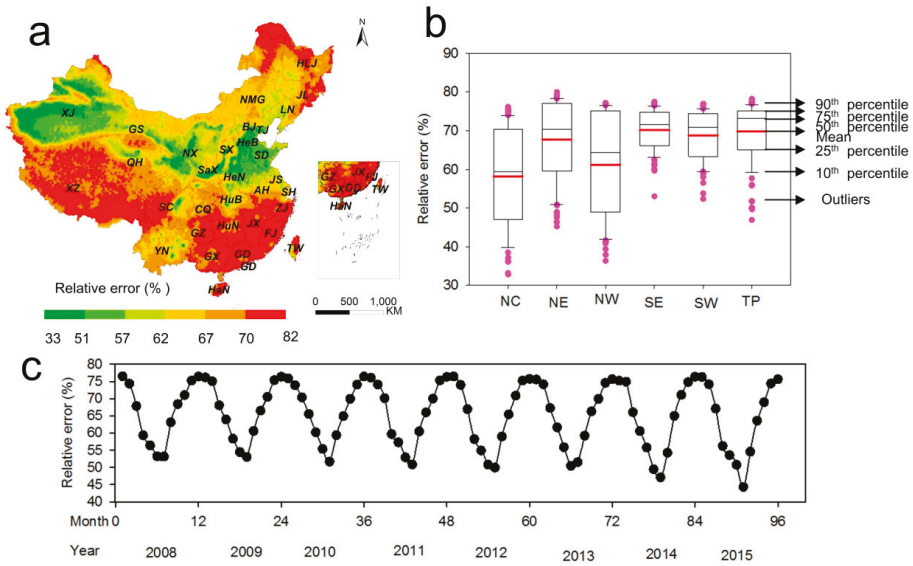 a
N
HLJ
JL
NMG
LN
XJ
GS
BJ
TJ
HeB
NX
SX
SD
QH
SaX
HeN
JS
XZ
AH
SH
SC
CQ
HuB
ZJ
HuN
JX
GZ
FJ
YN
GX
GD
TW
GD
HaN
GZ
JX
FJ
GX
GD
TW
HaN
0 500 1,000
KM
Relative error (%)
33 51 57 62 67 70 82
b
Relative error (%)
90
80
70
60
50
40
30
NC NE NW SE SW TP
90th percentile
75th percentile
50th percentile
Mean
25th percentile
10th percentile
Outliers
c
Relative error (%)
80
75
70
65
60
55
50
45
40
Month 0 12 24 36 48 60 72 84 96
Year 2008 2009 2010 2011 2012 2013 2014 2015